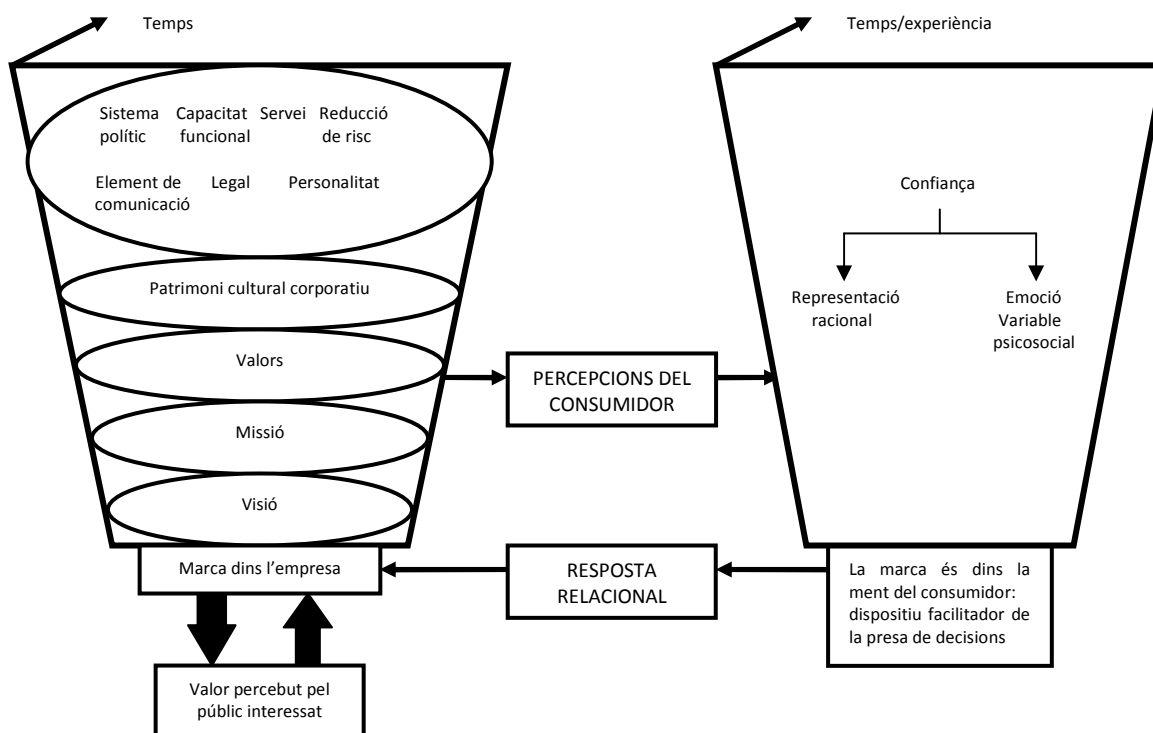 Temps
Temps/experiència
Sistema Capacitat Servei Reducció
polític funcional de risc
Element de Legal Personalitat
comunicació
Patrimoni cultural corporatiu
Valors
Missió
Visió
Marca dins l’empresa
Valor percebut pel
públic interessat
PERCEPCIONS DEL
CONSUMIDOR
RESPOSTA
RELACIONAL
Confiança
Representació
racional
Emoció
Variable
psicosocial
La marca és dins la
ment del consumidor:
dispositiu facilitador de
la presa de decisions